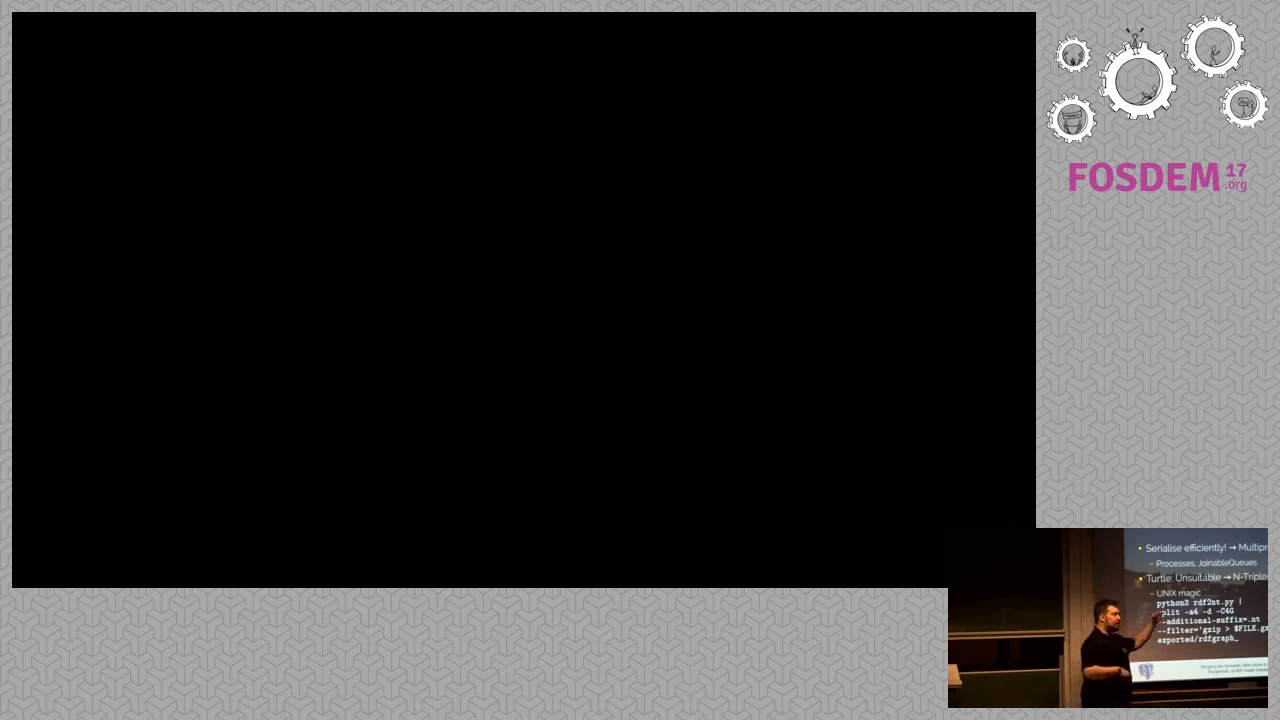 FOSDEM 17
.org
• Serialise efficiently! → Multipr
– Processes, JoinableQueues
• Turtle: Unsuitable → N-Triples
– UNIX magic
python3 rdf2nt.py |
split -a4 -d -C4G
--additional-suffix=.nt
--filter='gzip > $FILE.gz
exported/rdfgraph_